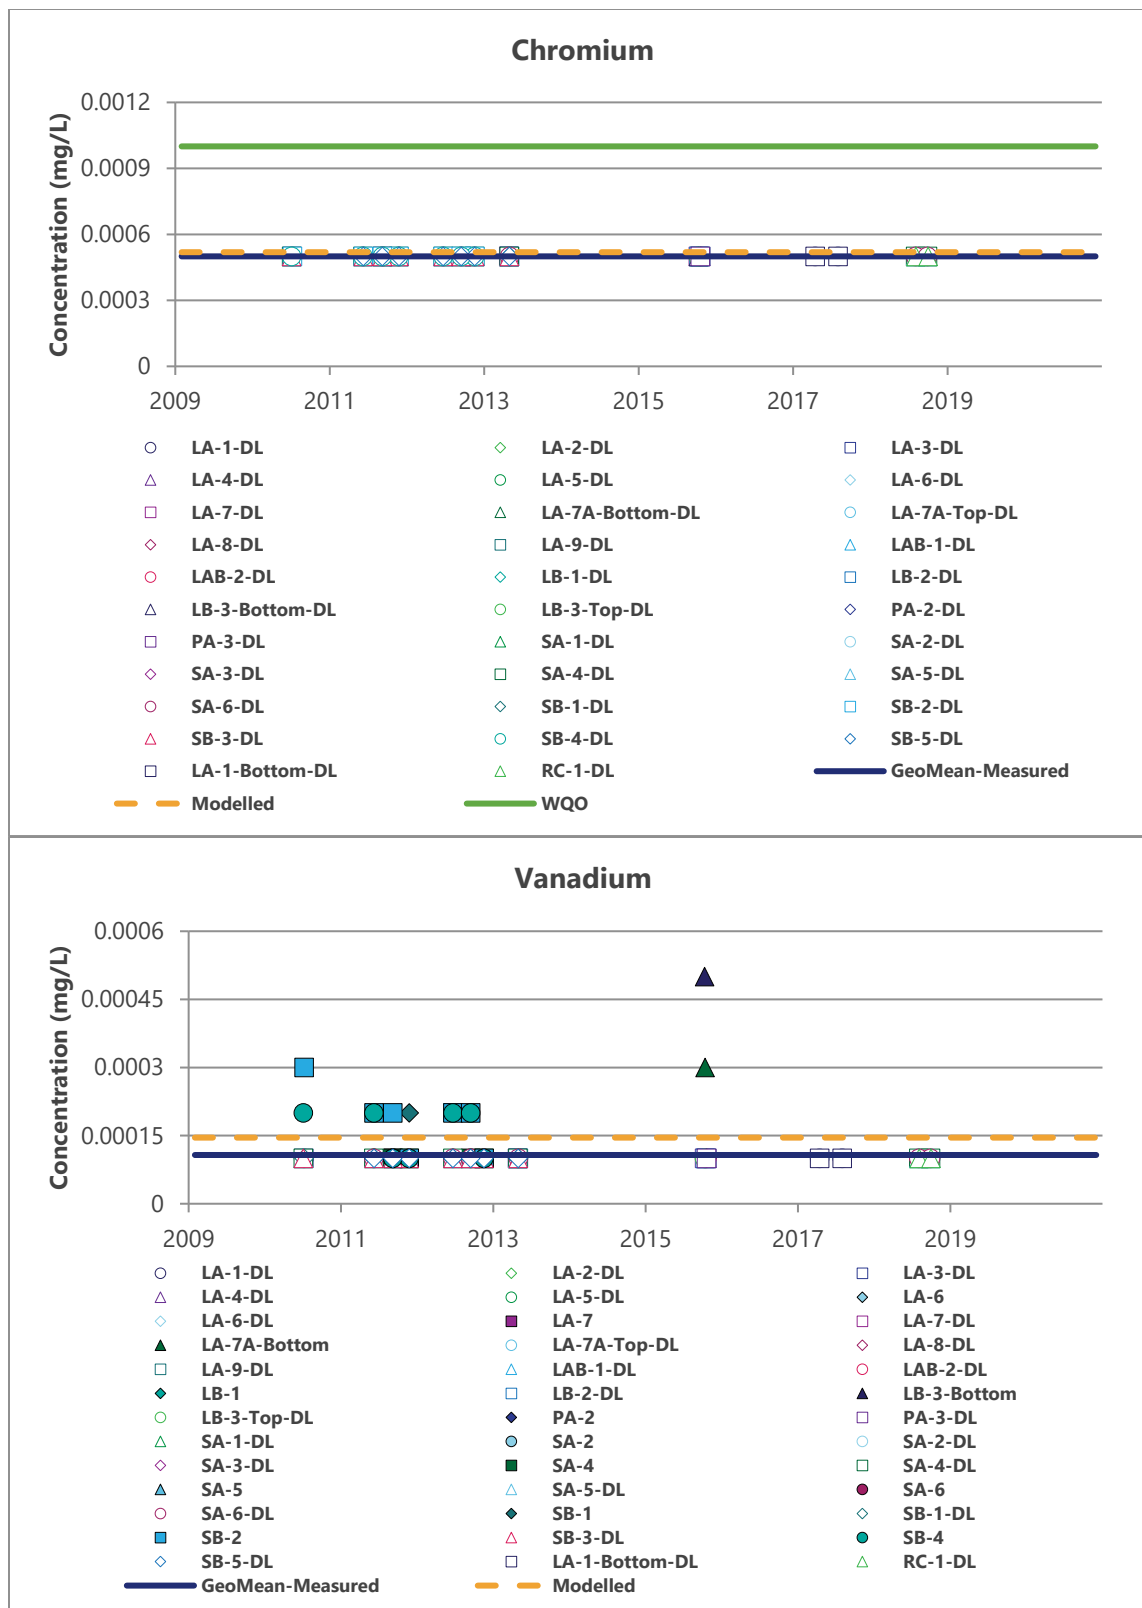 Chromium
Concentration (mg/L)
0.0012
0.0009
0.0006
0.0003
0
2009 2011 2013 2015 2017 2019
LA-1-DL LA-2-DL LA-3-DL
LA-4-DL LA-5-DL LA-6-DL
LA-7-DL LA-7A-Bottom-DL LA-7A-Top-DL
LA-8-DL LA-9-DL LAB-1-DL
LAB-2-DL LB-1-DL LB-2-DL
LB-3-Bottom-DL LB-3-Top-DL PA-2-DL
PA-3-DL SA-1-DL SA-2-DL
SA-3-DL SA-4-DL SA-5-DL
SA-6-DL SB-1-DL SB-2-DL
SB-3-DL SB-4-DL SB-5-DL
LA-1-Bottom-DL RC-1-DL GeoMean-Measured
Modelled WQO
Vanadium
Concentration (mg/L)
0.0006
0.00045
0.0003
0.00015
0
2009 2011 2013 2015 2017 2019
LA-1-DL LA-2-DL LA-3-DL
LA-4-DL LA-5-DL LA-6
LA-6-DL LA-7 LA-7-DL
LA-7A-Bottom LA-7A-Top-DL LA-8-DL
LA-9-DL LAB-1-DL LAB-2-DL
LB-1 LB-2-DL LB-3-Bottom
LB-3-Top-DL PA-2 PA-3-DL
SA-1-DL SA-2 SA-2-DL
SA-3-DL SA-4 SA-4-DL
SA-5 SA-5-DL SA-6
SA-6-DL SB-1 SB-1-DL
SB-2 SB-3-DL SB-4
SB-5-DL LA-1-Bottom-DL RC-1-DL
GeoMean-Measured Modelled